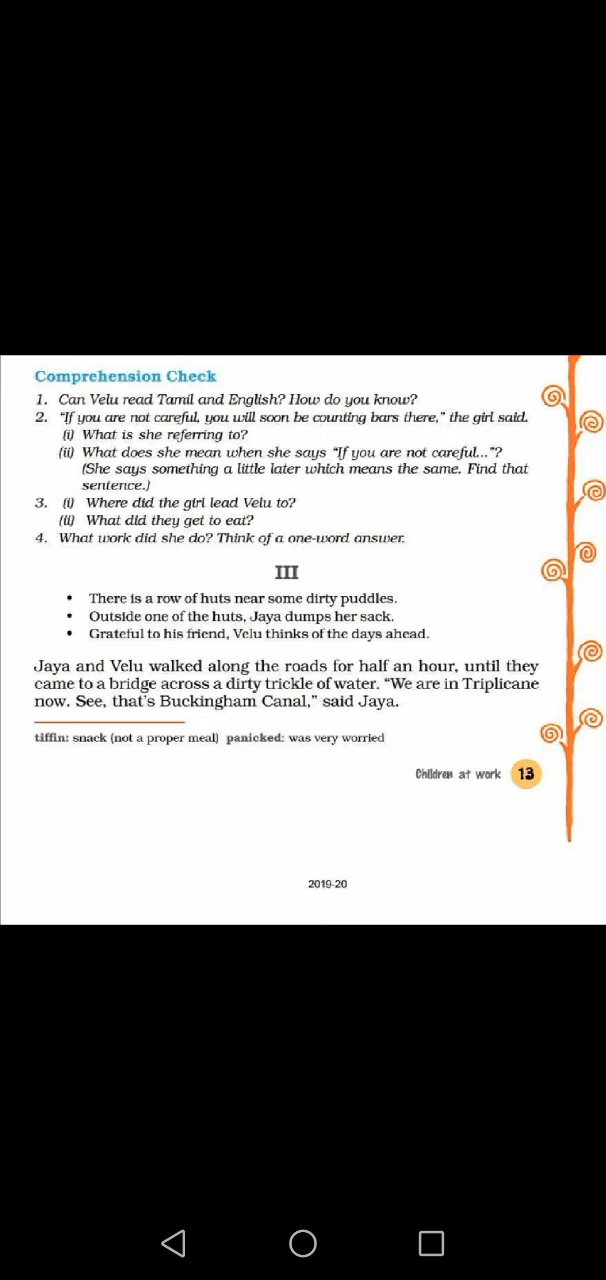 Comprehension Check
1. Can Velu read Tamil and English? How do you know?
2. “If you are not careful, you will soon be counting bars there,” the girl said.
(i) What is she referring to?
(ii) What does she mean when she says “If you are not careful...”?
(She says something a little later which means the same. Find that
sentence.)
3. (i) Where did the girl lead Velu to?
(ii) What did they get to eat?
4. What work did she do? Think of a one-word answer.
III
• There is a row of huts near some dirty puddles.
• Outside one of the huts, Jaya dumps her sack.
• Grateful to his friend, Velu thinks of the days ahead.
Jaya and Velu walked along the roads for half an hour, until they
came to a bridge across a dirty trickle of water. “We are in Triplicane
now. See, that’s Buckingham Canal,” said Jaya.
tiffin: snack (not a proper meal) panicked: was very worried
Children at work 13
2019-20